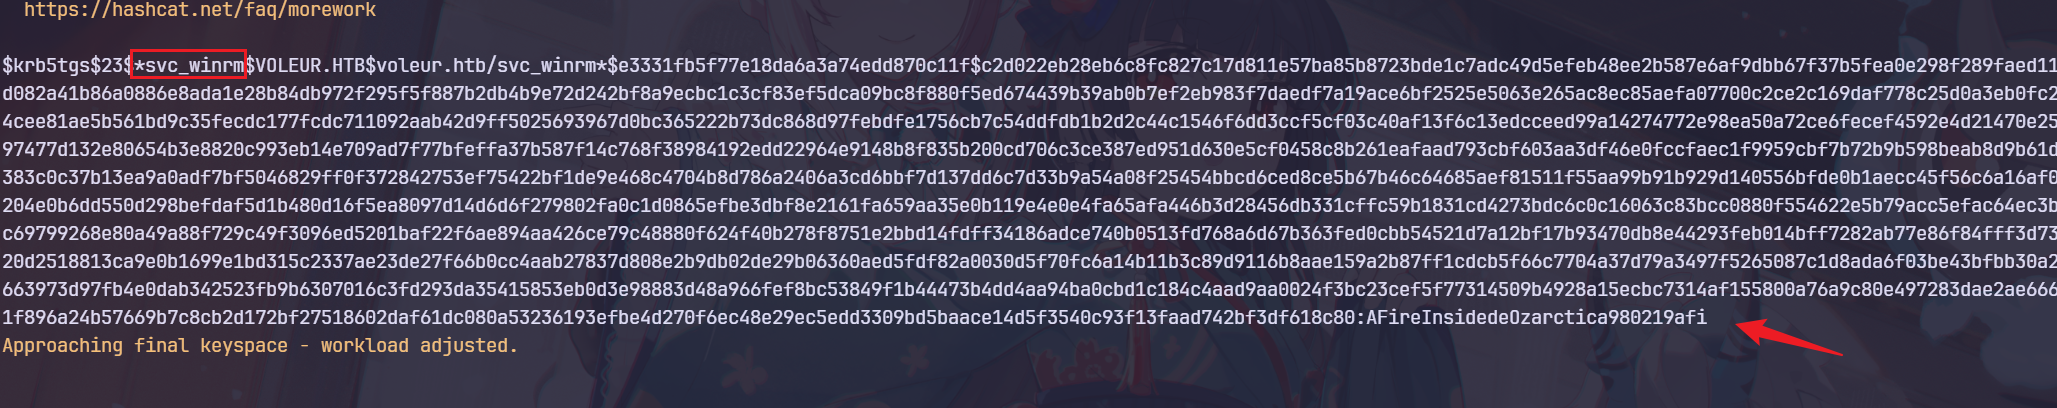 https://hashcat.net/faq/morework
$krb5tgs$23$*svc_winrm$VOLEUR.HTB$voleur.htb/svc_winrm*$e3331fb5f77e18da6a3a74edd870c11f$c2d022eb28eb6c8fc827c17d811e57ba85b8723bde1c7adc49d5efeb48ee2b587e6af9dbb67f37b5fea0e298f289faed11
d082a41b86a0886e8ada1e28b84db972f295f5f887b2db4b9e72d242bf8a9ecbc1c3cf83ef5dca09bc8f880f5ed674439b39ab0b7ef2eb983f7daedf7a19ace6bf2525e5063e265ac8ec85aefa07700c2ce2c169daf778c25d0a3eb0fc2
4cee81ae5b561bd9c35fecdc177fcdc711092aab42d9ff5025693967d0bc365222b73dc868d97febdfe1756cb7c54ddfdb1b2d2c44c1546f6dd3ccf5cf03c40af13f6c13edcceed99a14274772e98ea50a72ce6fecef4592e4d21470e25
97477d132e80654b3e8820c993eb14e709ad7f77bfeffa37b587f14c768f38984192edd22964e9148b8f835b200cd706c3ce387ed951d630e5cf0458c8b261eafaad793cbf603aa3df46e0fccfaec1f9959cbf7b72b9b598beab8d9b61d
383c0c37b13ea9a0adf7bf5046829ff0f372842753ef75422bf1de9e468c4704b8d786a2406a3cd6bbf7d137dd6c7d33b9a54a08f25454bbcd6ced8ce5b67b46c64685aef81511f55aa99b91b929d140556bfde0b1aecc45f56c6a16af0
204e0b6dd550d298befdaf5d1b480d16f5ea8097d14d6d6f279802fa0c1d0865efbe3dbf8e2161fa659aa35e0b119e4e0e4fa65afa446b3d28456db331cffc59b1831cd4273bdc6c0c16063c83bcc0880f554622e5b79acc5efac64ec3b
c69799268e80a49a88f729c49f3096ed5201baf22f6ae894aa426ce79c48880f624f40b278f8751e2bbd14fdff34186adce740b0513fd768a6d67b363fed0cbb54521d7a12bf17b93470db8e44293feb014bff7282ab77e86f84fff3d73
20d2518813ca9e0b1699e1bd315c2337ae23de27f66b0cc4aab27837d808e2b9db02de29b06360aed5fdf82a0030d5f70fc6a14b11b3c89d9116b8aae159a2b87ff1cdcb5f66c7704a37d79a3497f5265087c1d8ada6f03be43bfbb30a2
663973d97fb4e0dab342523fb9b6307016c3fd293da35415853eb0d3e98883d48a966fef8bc53849f1b44473b4dd4aa94ba0cbd1c184c4aad9aa0024f3bc23cef5f77314509b4928a15ecbc7314af155800a76a9c80e497283dae2ae666
1f896a24b57669b7c8cb2d172bf27518602daf61dc080a53236193efbe4d270f6ec48e29ec5edd3309bd5baace14d5f3540c93f13faad742bf3df618c80:AFireInsidedeOzarctica980219afi
Approaching final keyspace - workload adjusted.